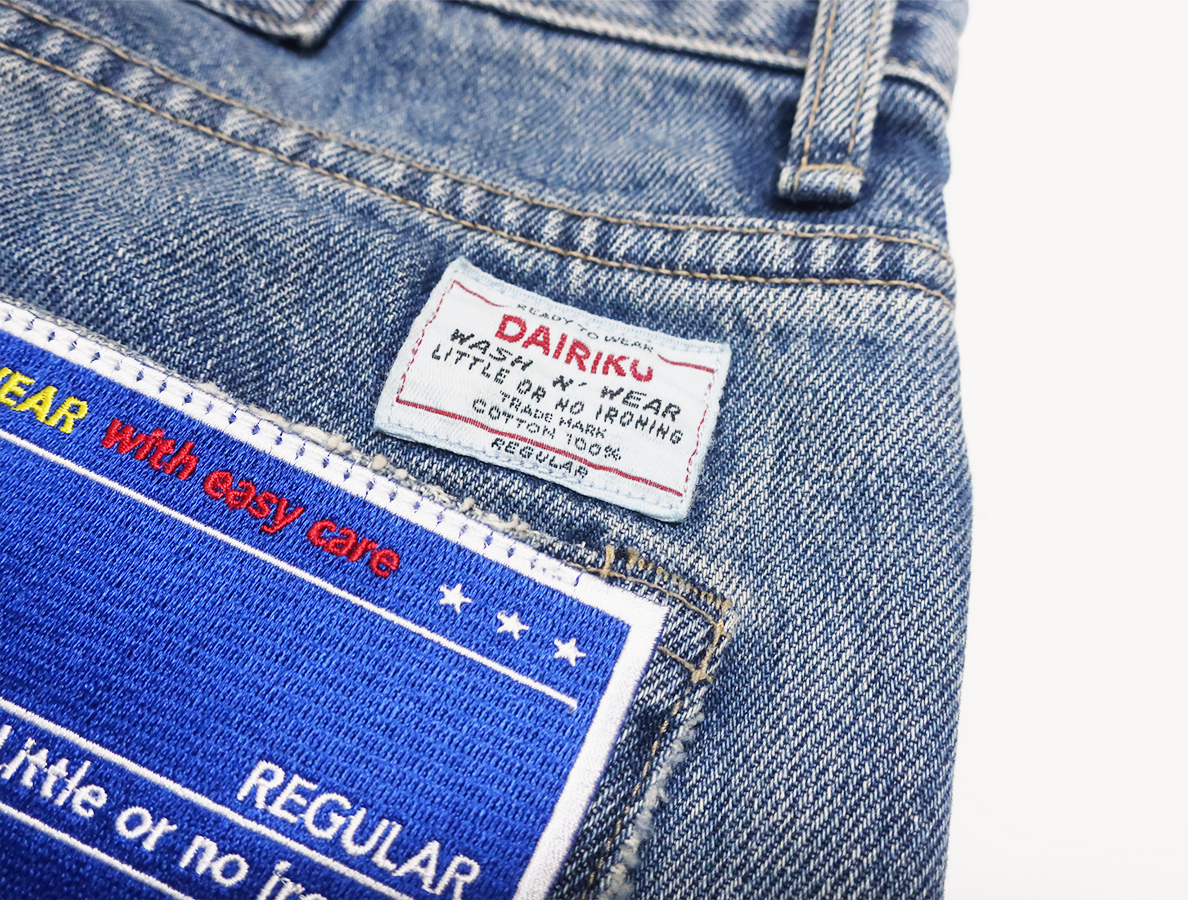 READY TO WEAR
DAIRIKU
WASH N' WEAR
LITTLE OR NO IRONING
TRADE MARK
COTTON 100%
REGULAR
WEAR with easy care
REGULAR
Little or no